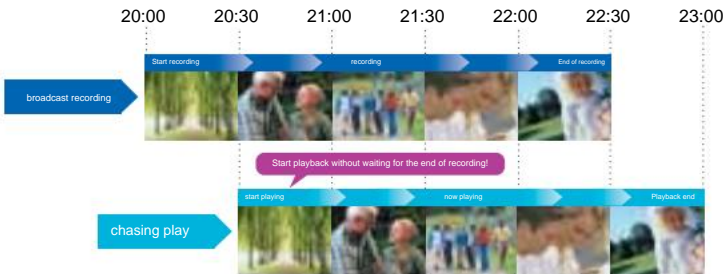 20:00 20:30 21:00 21:30 22:00 22:30 23:00
Start recording recording End of recording
broadcast recording
Start playback without waiting for the end of recording!
start playing now playing Playback end
chasing play